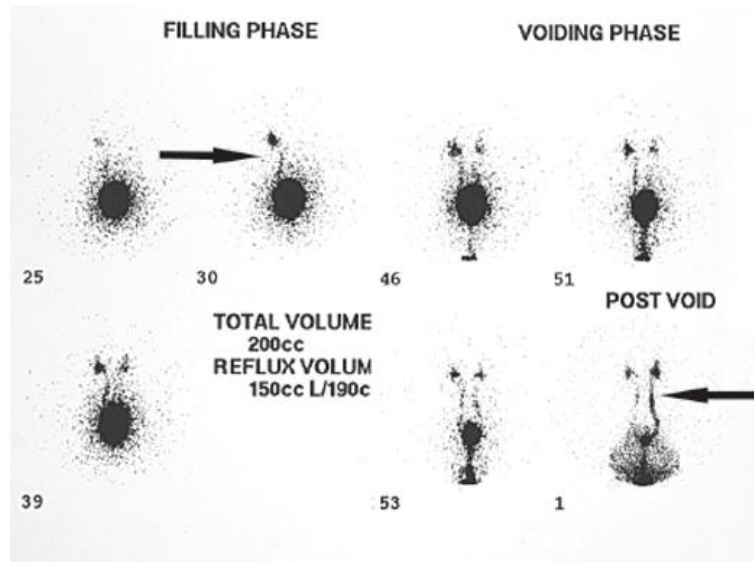 FILLING PHASE
VOIDING PHASE
25
30
46
51
TOTAL VOLUME
200cc
REFLUX VOLUM
150cc L/190c
POST VOID
39
53
1